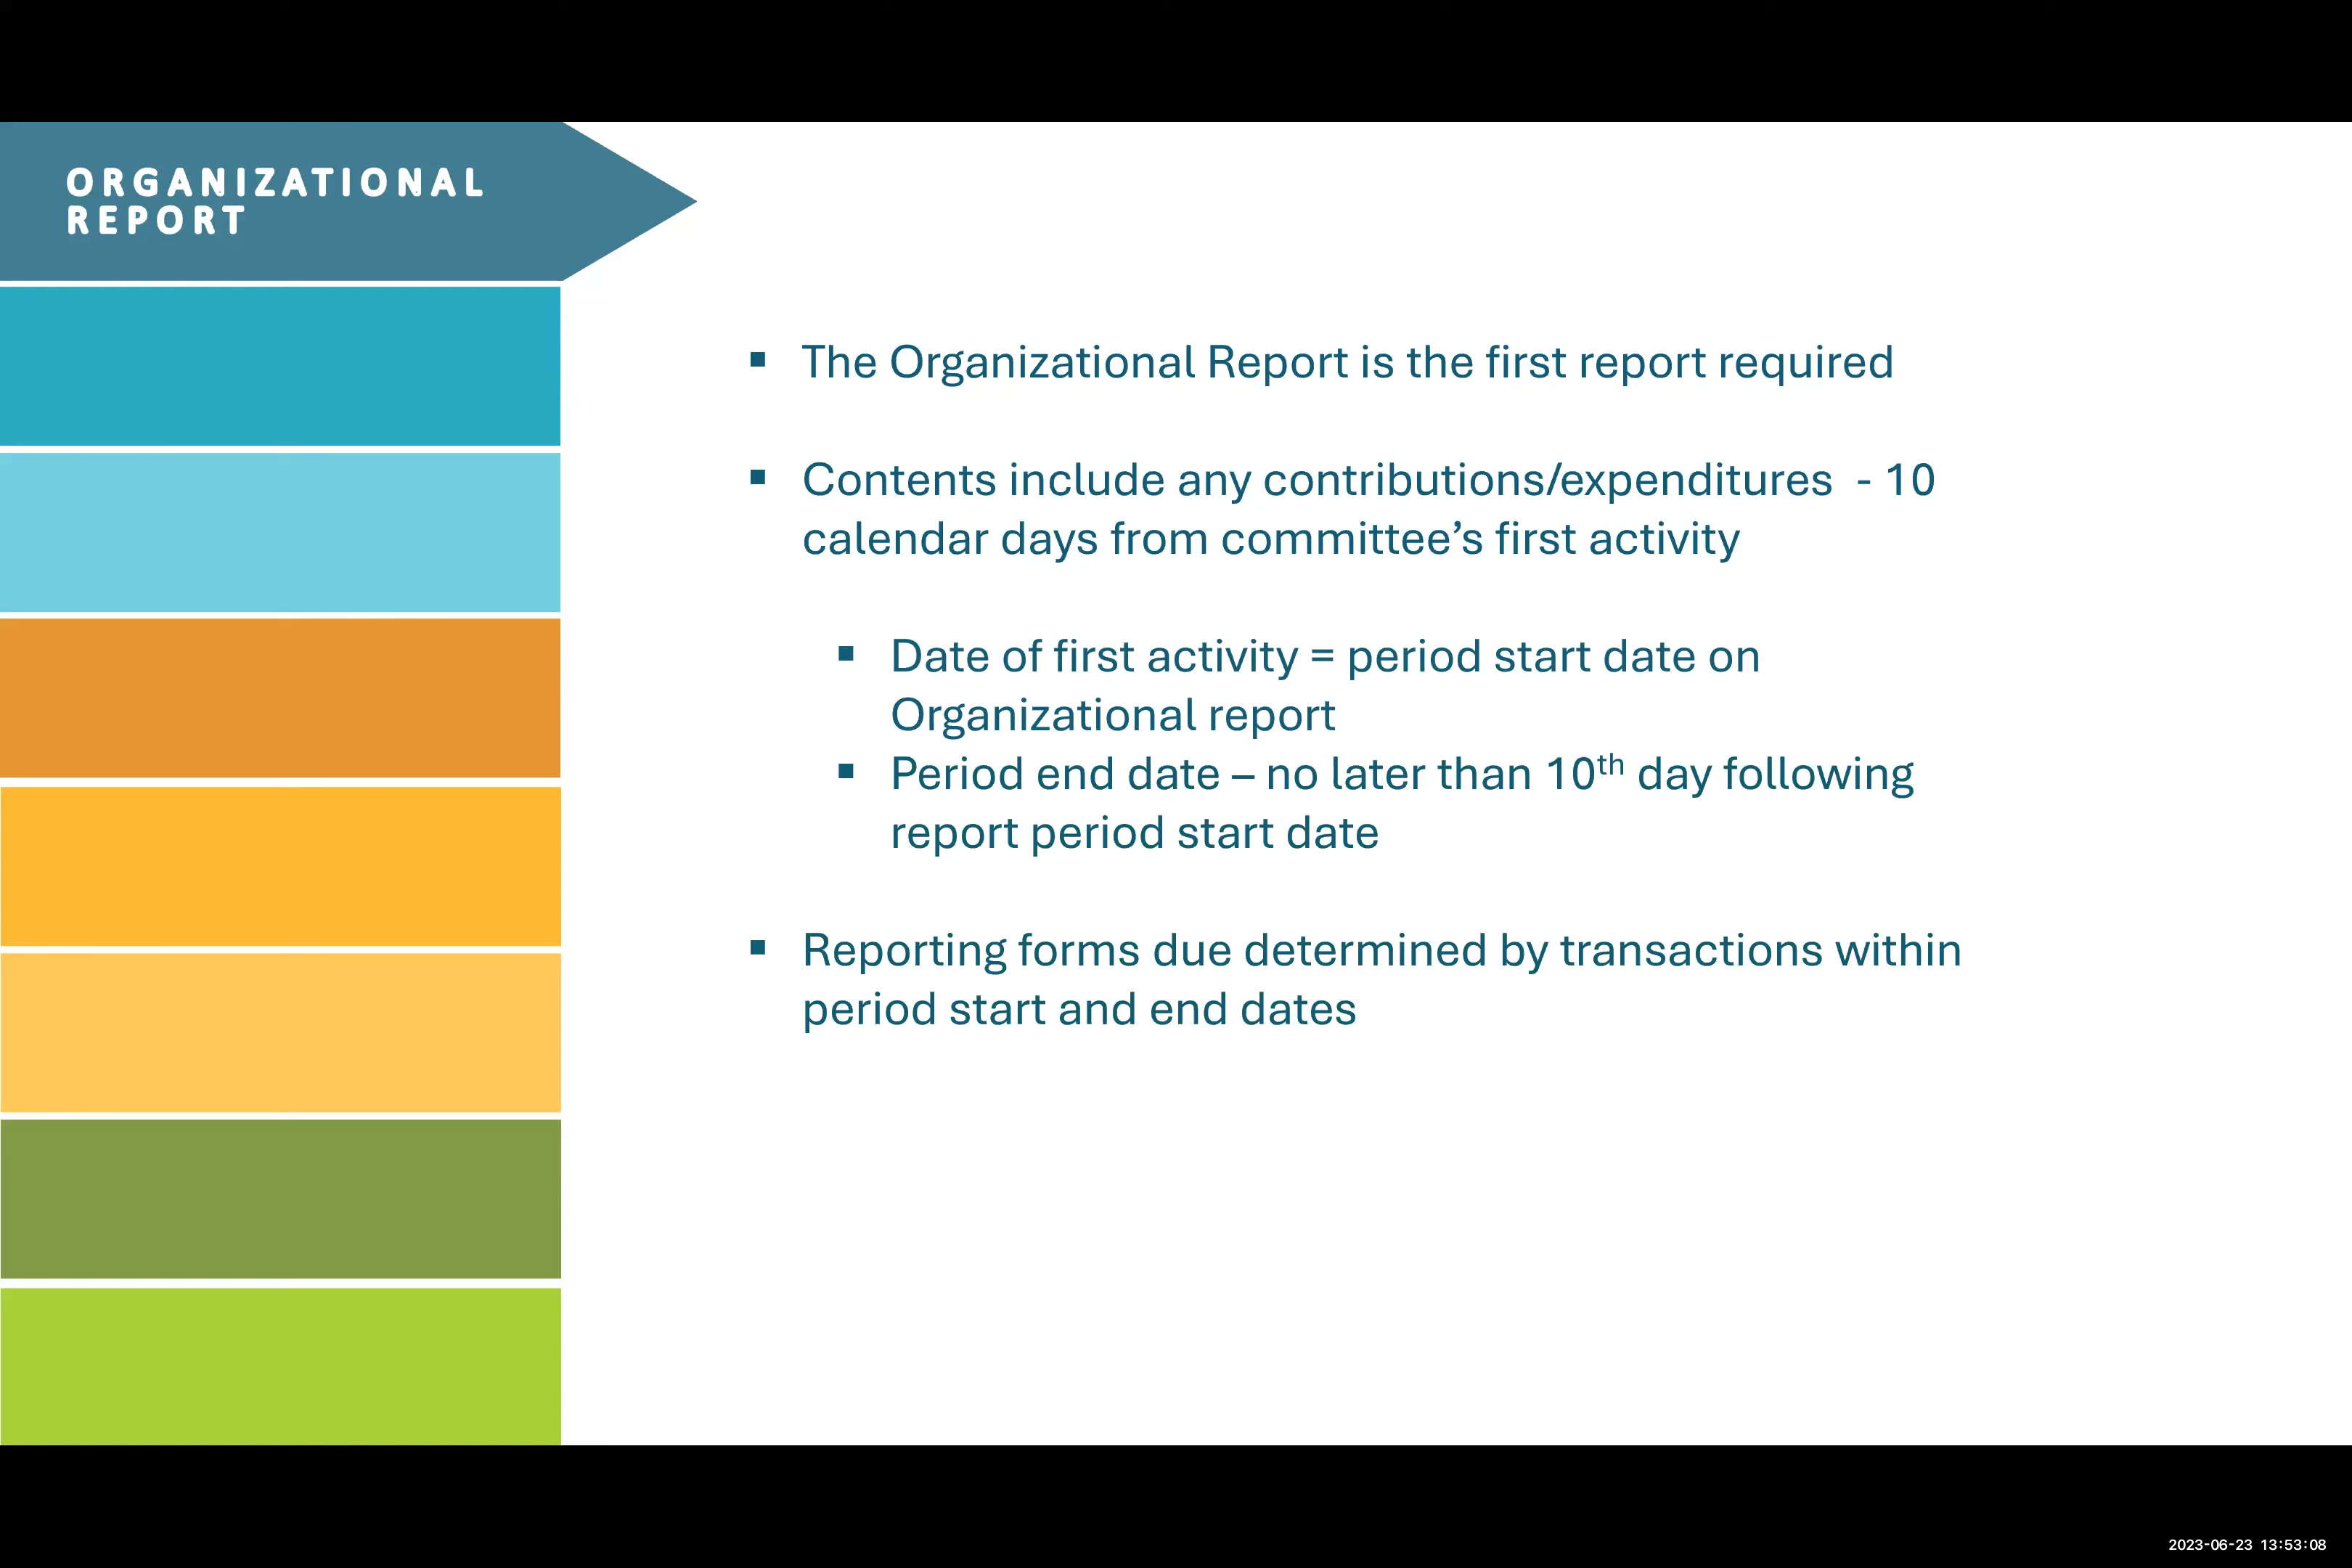 ORGANIZATIONAL
REPORT
▪ The Organizational Report is the first report required
▪ Contents include any contributions/expenditures  - 10
calendar days from committee’s first activity
▪ Date of first activity = period start date on
Organizational report
▪ Period end date – no later than 10th day following
report period start date
▪ Reporting forms due determined by transactions within
period start and end dates
2023-06-23 13:53:08